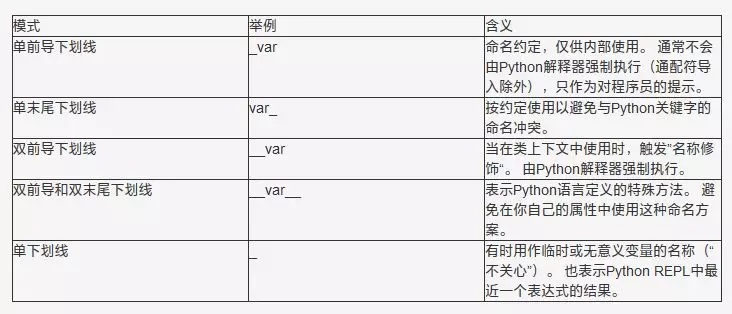 模式 举例 含义
单前导下划线 _var 命名约定，仅供内部使用。 通常不会
由Python解释器强制执行（通配符导
入除外），只作为对程序员的提示。
单末尾下划线 var_ 按约定使用以避免与Python关键字的
命名冲突。
双前导下划线 __var 当在类上下文中使用时，触发”名称修
饰“。 由Python解释器强制执行。
双前导和双末尾下划线 __var__ 表示Python语言定义的特殊方法。 避
免在你自己的属性中使用这种命名方
案。
单下划线 _ 有时用作临时或无意义变量的名称（“
不关心”）。 也表示Python REPL中最
近一个表达式的结果。